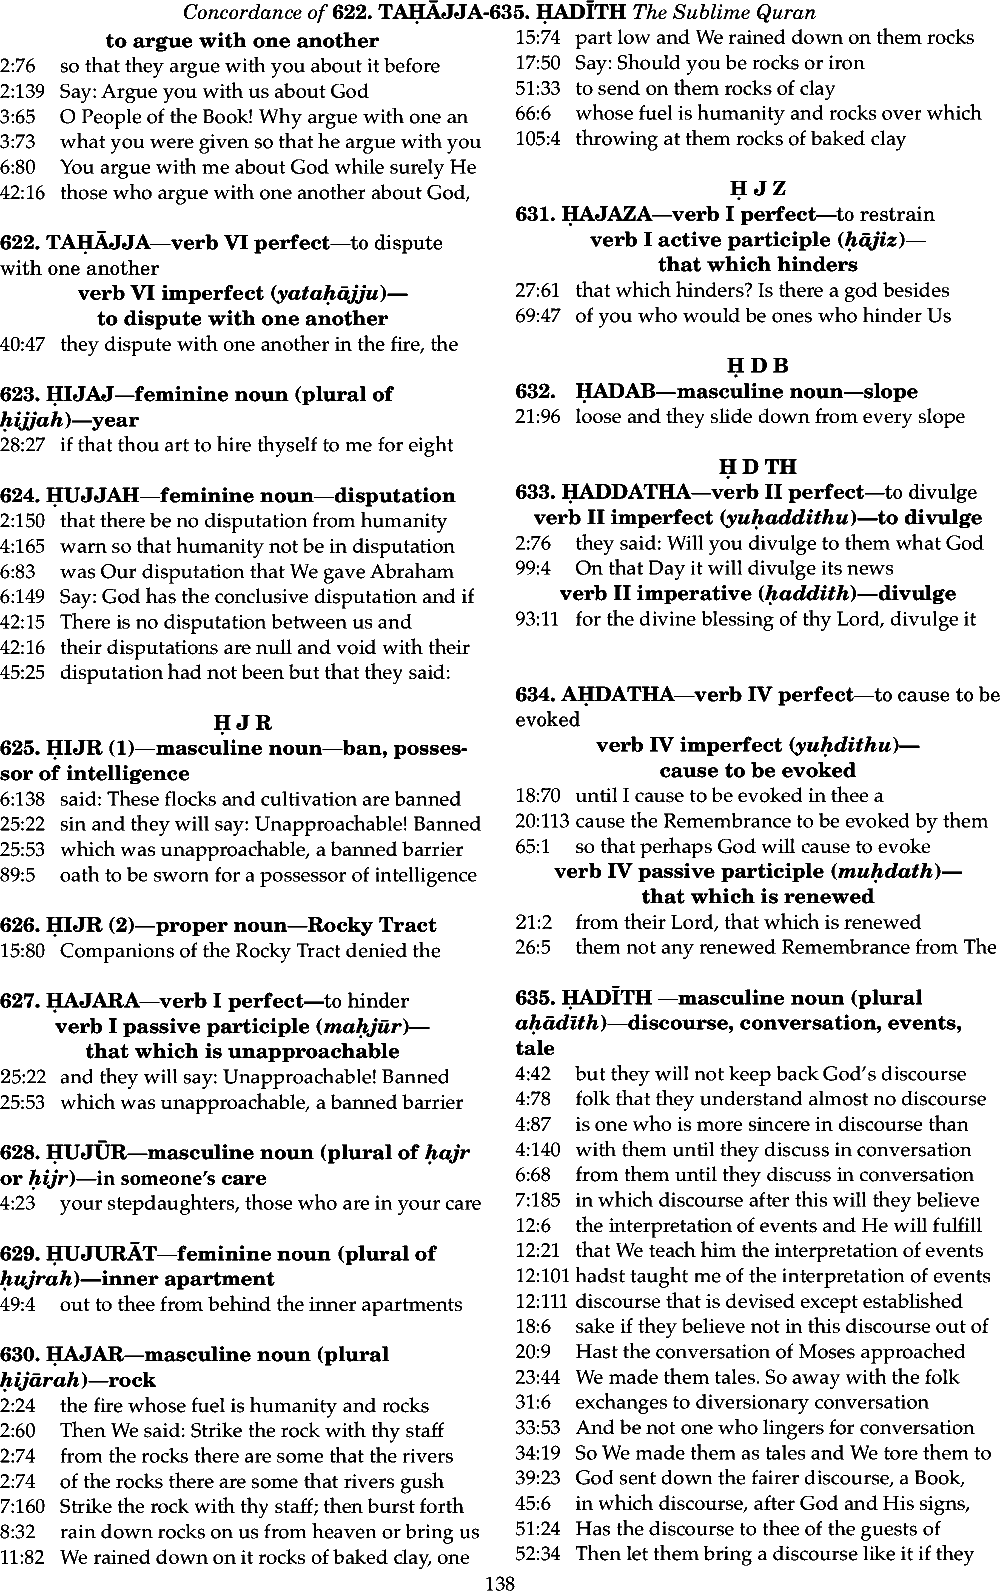 Concordance of 622. TAḤĀJJA-635. ḤADĪTH The Sublime Quran
to argue with one another
2:76 so that they argue with you about it before
2:139 Say: Argue you with us about God
3:65 O People of the Book! Why argue with one an
3:73 what you were given so that he argue with you
6:80 You argue with me about God while surely He
42:16 those who argue with one another about God,
622. TAḤĀJJA—verb VI perfect—to dispute
with one another
verb VI imperfect (yataḥājju)—
to dispute with one another
40:47 they dispute with one another in the fire, the
623. ḤIJAJ—feminine noun (plural of
ḥijjah)—year
28:27 if that thou art to hire thyself to me for eight
624. ḤUJJAH—feminine noun—disputation
2:150 that there be no disputation from humanity
4:165 warn so that humanity not be in disputation
6:83 was Our disputation that We gave Abraham
6:149 Say: God has the conclusive disputation and if
42:15 There is no disputation between us and
42:16 their disputations are null and void with their
45:25 disputation had not been but that they said:
Ḥ J R
625. ḤIJR (1)—masculine noun—ban, posses-
sor of intelligence
6:138 said: These flocks and cultivation are banned
25:22 sin and they will say: Unapproachable! Banned
25:53 which was unapproachable, a banned barrier
89:5 oath to be sworn for a possessor of intelligence
626. ḤIJR (2)—proper noun—Rocky Tract
15:80 Companions of the Rocky Tract denied the
627. ḤAJARA—verb I perfect—to hinder
verb I passive participle (maḥjūr)—
that which is unapproachable
25:22 and they will say: Unapproachable! Banned
25:53 which was unapproachable, a banned barrier
628. ḤUJŪR—masculine noun (plural of ḥajr
or ḥijr)—in someone's care
4:23 your stepdaughters, those who are in your care
629. ḤUJURĀT—feminine noun (plural of
ḥujrah)—inner apartment
49:4 out to thee from behind the inner apartments
630. ḤAJAR—masculine noun (plural
ḥijārah)—rock
2:24 the fire whose fuel is humanity and rocks
2:60 Then We said: Strike the rock with thy staff
2:74 from the rocks there are some that the rivers
2:74 of the rocks there are some that rivers gush
7:160 Strike the rock with thy staff; then burst forth
8:32 rain down rocks on us from heaven or bring us
11:82 We rained down on it rocks of baked clay, one
15:74 part low and We rained down on them rocks
17:50 Say: Should you be rocks or iron
51:33 to send on them rocks of clay
66:6 whose fuel is humanity and rocks over which
105:4 throwing at them rocks of baked clay
Ḥ J Z
631. ḤAJAZA—verb I perfect—to restrain
verb I active participle (ḥājiz)—
that which hinders
27:61 that which hinders? Is there a god besides
69:47 of you who would be ones who hinder Us
Ḥ D B
632. ḤADAB—masculine noun—slope
21:96 loose and they slide down from every slope
Ḥ D TH
633. ḤADDATHA—verb II perfect—to divulge
verb II imperfect (yuḥaddithu)—to divulge
2:76 they said: Will you divulge to them what God
99:4 On that Day it will divulge its news
verb II imperative (ḥaddith)—divulge
93:11 for the divine blessing of thy Lord, divulge it
634. AḤDATHA—verb IV perfect—to cause to be
evoked
verb IV imperfect (yuḥdithu)—
cause to be evoked
18:70 until I cause to be evoked in thee a
20:113 cause the Remembrance to be evoked by them
65:1 so that perhaps God will cause to evoke
verb IV passive participle (muḥdath)—
that which is renewed
21:2 from their Lord, that which is renewed
26:5 them not any renewed Remembrance from The
635. ḤADĪTH —masculine noun (plural
aḥādīth)—discourse, conversation, events,
tale
4:42 but they will not keep back God's discourse
4:78 folk that they understand almost no discourse
4:87 is one who is more sincere in discourse than
4:140 with them until they discuss in conversation
6:68 from them until they discuss in conversation
7:185 in which discourse after this will they believe
12:6 the interpretation of events and He will fulfill
12:21 that We teach him the interpretation of events
12:101 hadst taught me of the interpretation of events
12:111 discourse that is devised except established
18:6 sake if they believe not in this discourse out of
20:9 Hast the conversation of Moses approached
23:44 We made them tales. So away with the folk
31:6 exchanges to diversionary conversation
33:53 And be not one who lingers for conversation
34:19 So We made them as tales and We tore them to
39:23 God sent down the fairer discourse, a Book,
45:6 in which discourse, after God and His signs,
51:24 Has the discourse to thee of the guests of
52:34 Then let them bring a discourse like it if they
138